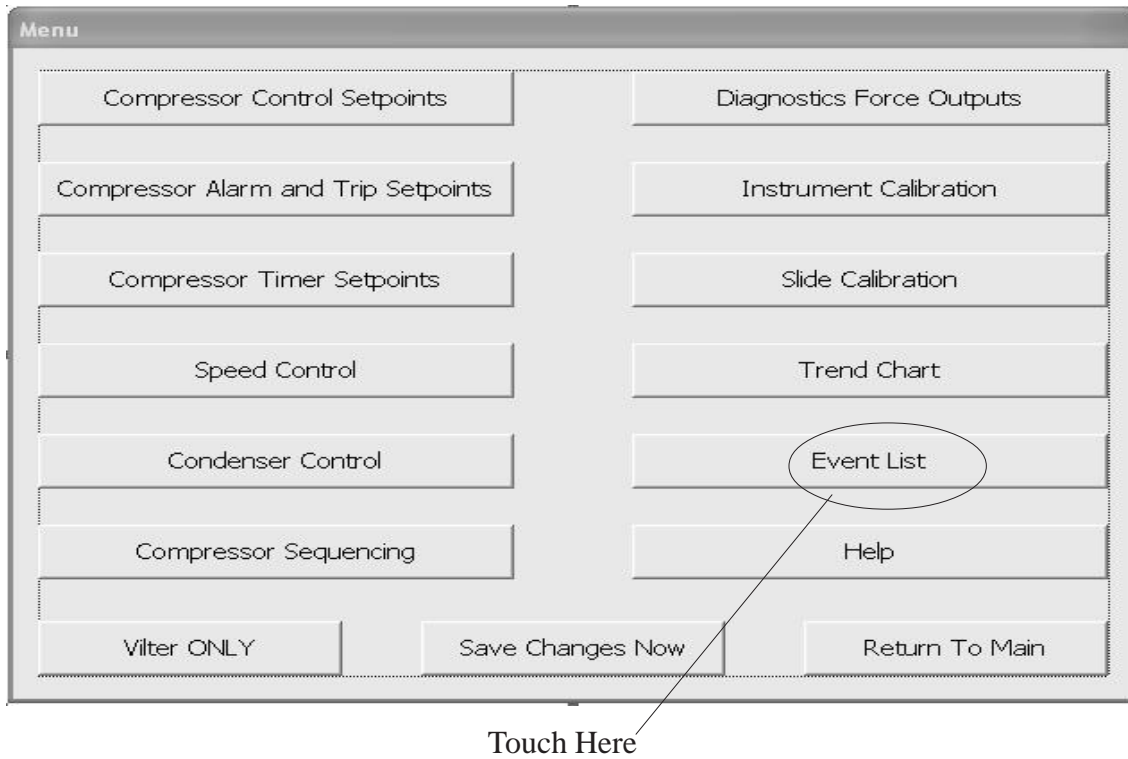 Menu
Compressor Control Setpoints
Diagnostics Force Outputs
Compressor Alarm and Trip Setpoints
Instrument Calibration
Compressor Timer Setpoints
Slide Calibration
Speed Control
Trend Chart
Condenser Control
Event List
Compressor Sequencing
Help
Vilter ONLY
Save Changes Now
Return To Main
Touch Here